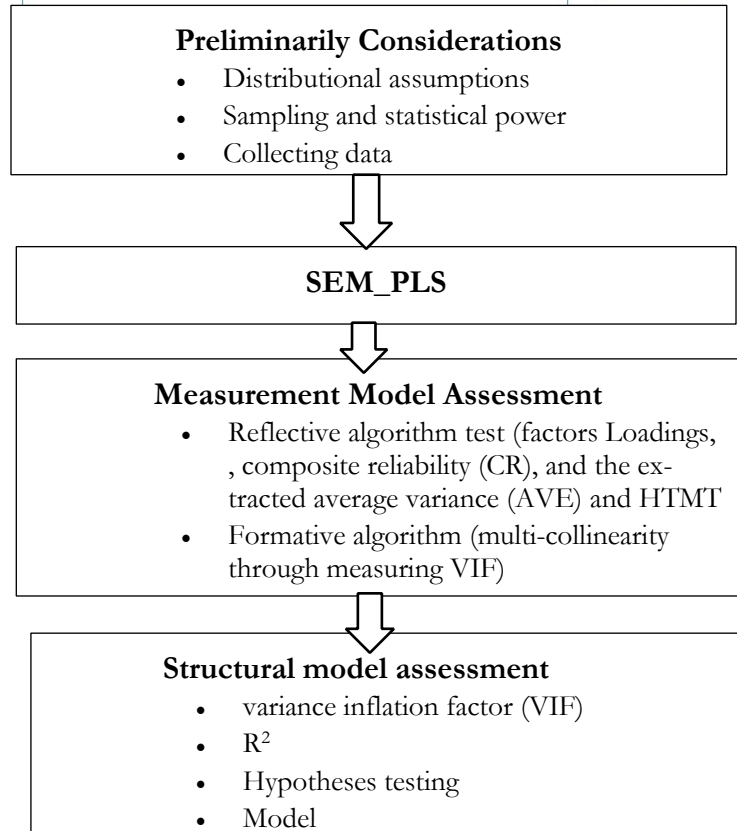 Preliminarily Considerations
• Distributional assumptions
• Sampling and statistical power
• Collecting data
SEM_PLS
Measurement Model Assessment
• Reflective algorithm test (factors Loadings,
, composite reliability (CR), and the ex-
tracted average variance (AVE) and HTMT
• Formative algorithm (multi-collinearity
through measuring VIF)
Structural model assessment
• variance inflation factor (VIF)
• R²
• Hypotheses testing
• Model